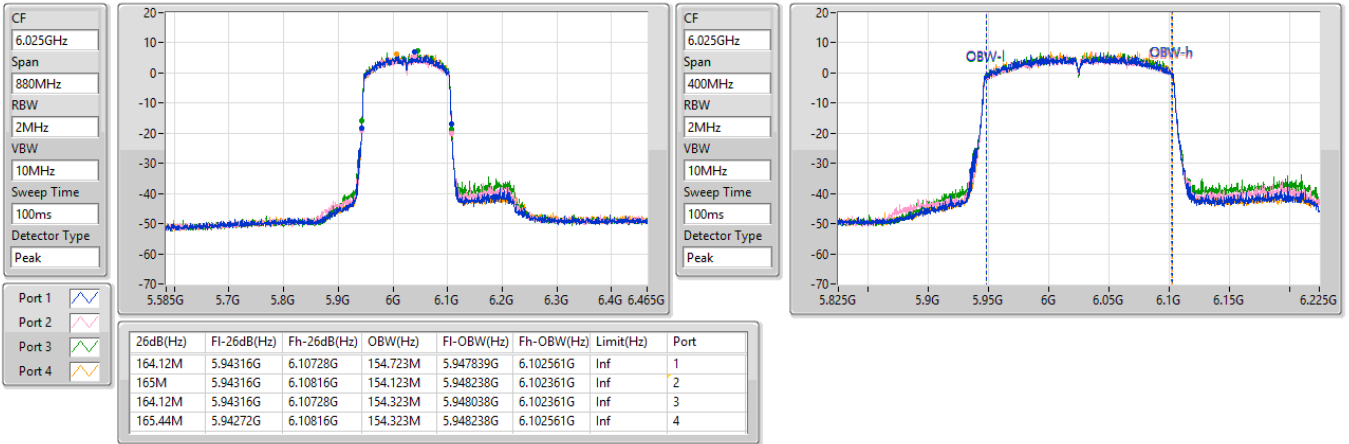 CF
6.025GHz
Span
880MHz
RBW
2MHz
VBW
10MHz
Sweep Time
100ms
Detector Type
Peak
20
10
0
-10
-20
-30
-40
-50
-60
-70
5.585G 5.7G 5.8G 5.9G 6G 6.1G 6.2G 6.3G 6.4G 6.465G
CF
6.025GHz
Span
400MHz
RBW
2MHz
VBW
10MHz
Sweep Time
100ms
Detector Type
Peak
20
10
0
-10
-20
-30
-40
-50
-60
-70
OBW-l OBW-h
5.825G 5.9G 5.95G 6G 6.05G 6.1G 6.15G 6.225G
Port 1
Port 2
Port 3
Port 4
26dB(Hz) Fl-26dB(Hz) Fh-26dB(Hz) OBW(Hz) Fl-OBW(Hz) Fh-OBW(Hz) Limit(Hz) Port
164.12M 5.94316G 6.10728G 154.723M 5.947839G 6.102561G Inf 1
165M 5.94316G 6.10816G 154.123M 5.948238G 6.102361G Inf 2
164.12M 5.94316G 6.10728G 154.323M 5.948038G 6.102361G Inf 3
165.44M 5.94272G 6.10816G 154.323M 5.948238G 6.102561G Inf 4